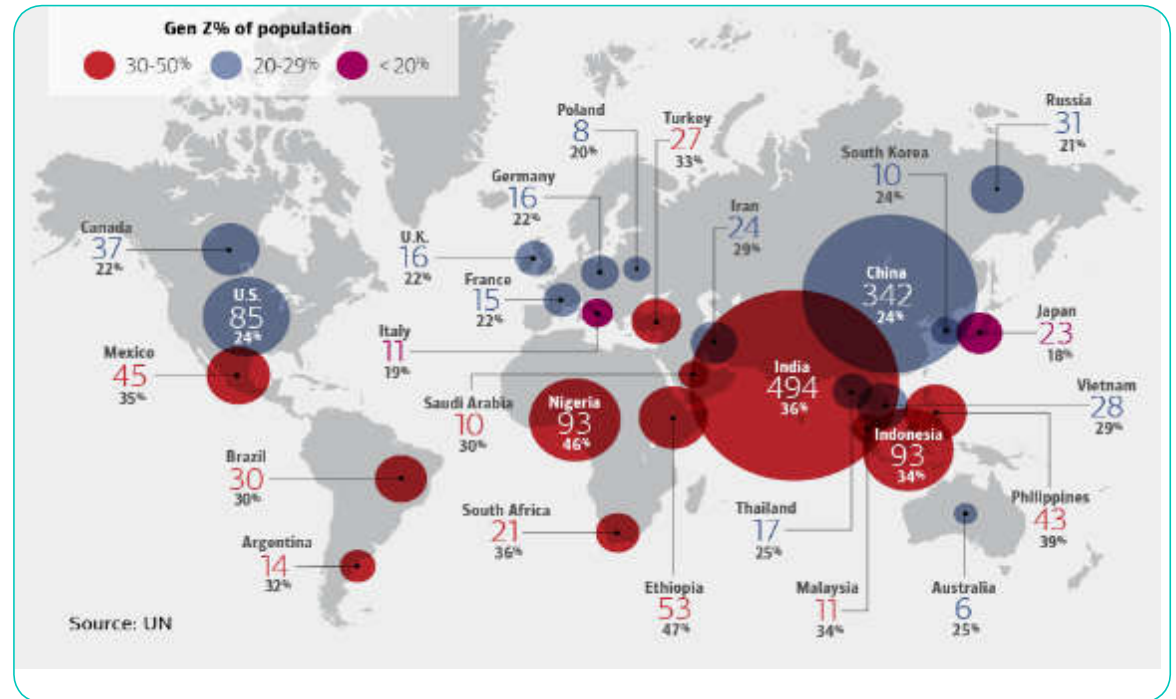 Gen Z% of population
30-50% 20-29% < 20%
Poland
8
20%
Turkey
27
33%
Russia
31
21%
South Korea
10
24%
Germany
16
22%
Iran
24
29%
Canada
37
22%
U.K.
16
22%
China
342
24%
U.S.
85
24%
France
15
22%
Japan
23
18%
Italy
11
19%
Mexico
45
35%
India
494
36%
Vietnam
28
29%
Saudi Arabia
10
30%
Nigeria
93
46%
Indonesia
93
34%
Brazil
30
30%
Philippines
43
39%
South Africa
21
36%
Thailand
17
25%
Argentina
14
32%
Ethiopia
53
47%
Malaysia
11
34%
Australia
6
25%
Source: UN